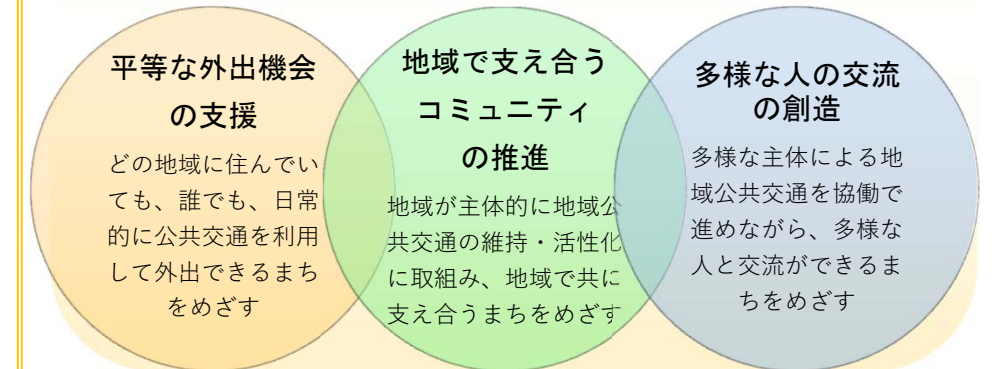 平等な外出機会
の支援
どの地域に住んでい
ても、誰でも、日常
的に公共交通を利用
して外出できるまち
をめざす
地域で支え合う
コミュニティ
の推進
地域が主体的に地域公
共交通の維持・活性化
に取組み、地域で共に
支え合うまちをめざす
多様な人の交流
の創造
多様な主体による地
域公共交通を協働で
進めながら、多様な
人と交流ができるま
ちをめざす